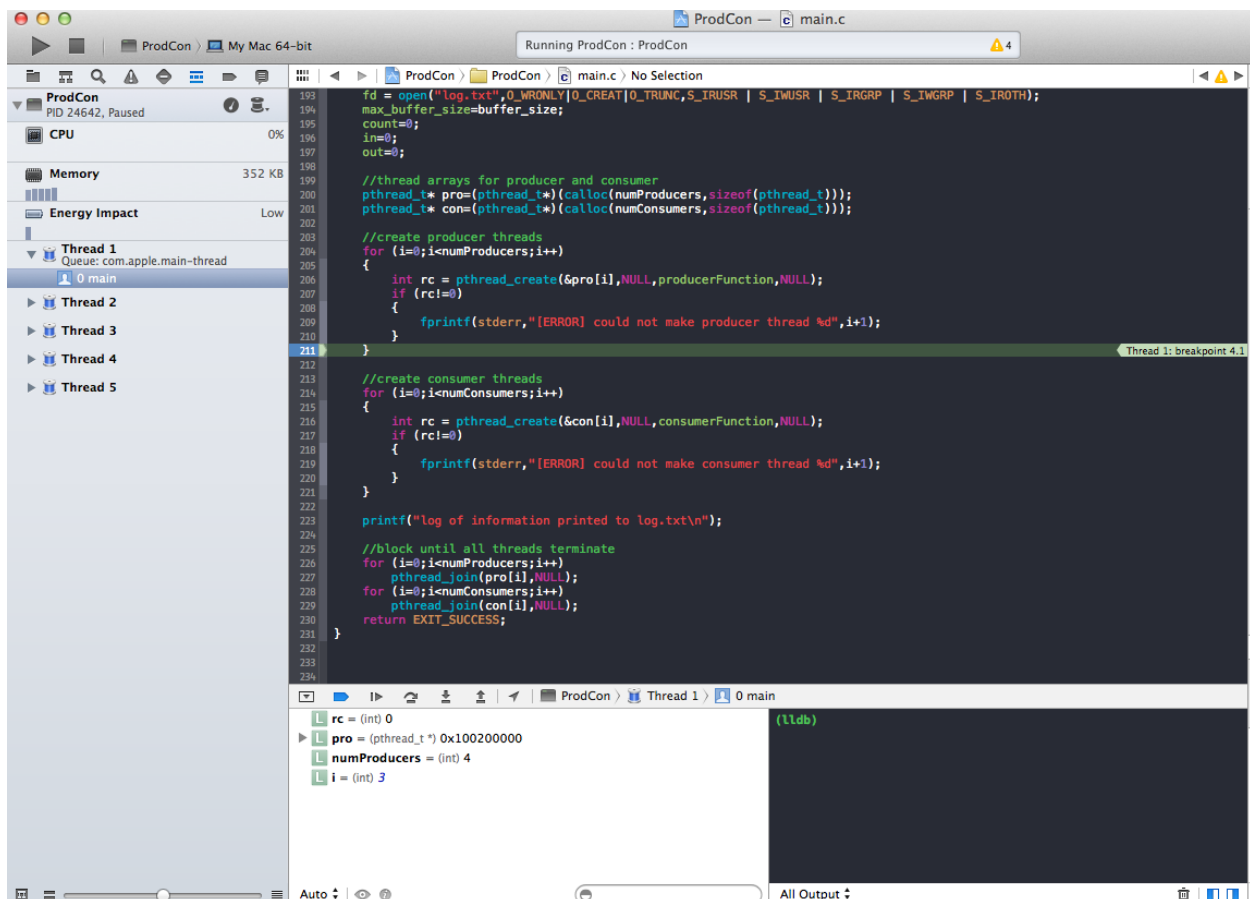 ProdCon — main.c
ProdCon › My Mac 64-bit
Running ProdCon : ProdCon
4
ProdCon › ProdCon › main.c › No Selection
ProdCon
PID 24642, Paused
CPU 0%
Memory 352 KB
Energy Impact Low
Thread 1
Queue: com.apple.main-thread
0 main
Thread 2
Thread 3
Thread 4
Thread 5
193 fd = open("log.txt",O_WRONLY|O_CREAT|O_TRUNC,S_IRUSR | S_IWUSR | S_IRGRP | S_IWGRP | S_IROTH);
194 max_buffer_size=buffer_size;
195 count=0;
196 in=0;
197 out=0;
198
199 //thread arrays for producer and consumer
200 pthread_t* pro=(pthread_t*)(calloc(numProducers,sizeof(pthread_t)));
201 pthread_t* con=(pthread_t*)(calloc(numConsumers,sizeof(pthread_t)));
202
203 //create producer threads
204 for (i=0;i<numProducers;i++)
205 {
206 int rc = pthread_create(&pro[i],NULL,producerFunction,NULL);
207 if (rc!=0)
208 {
209 fprintf(stderr,"[ERROR] could not make producer thread %d",i+1);
210 }
211 } Thread 1: breakpoint 4.1
212
213 //create consumer threads
214 for (i=0;i<numConsumers;i++)
215 {
216 int rc = pthread_create(&con[i],NULL,consumerFunction,NULL);
217 if (rc!=0)
218 {
219 fprintf(stderr,"[ERROR] could not make consumer thread %d",i+1);
220 }
221 }
222
223 printf("log of information printed to log.txt\n");
224
225 //block until all threads terminate
226 for (i=0;i<numProducers;i++)
227 pthread_join(pro[i],NULL);
228 for (i=0;i<numConsumers;i++)
229 pthread_join(con[i],NULL);
230 return EXIT_SUCCESS;
231 }
232
233
234
ProdCon › Thread 1 › 0 main
L rc = (int) 0
L pro = (pthread_t *) 0x100200000
L numProducers = (int) 4
L i = (int) 3
(lldb)
Auto
All Output